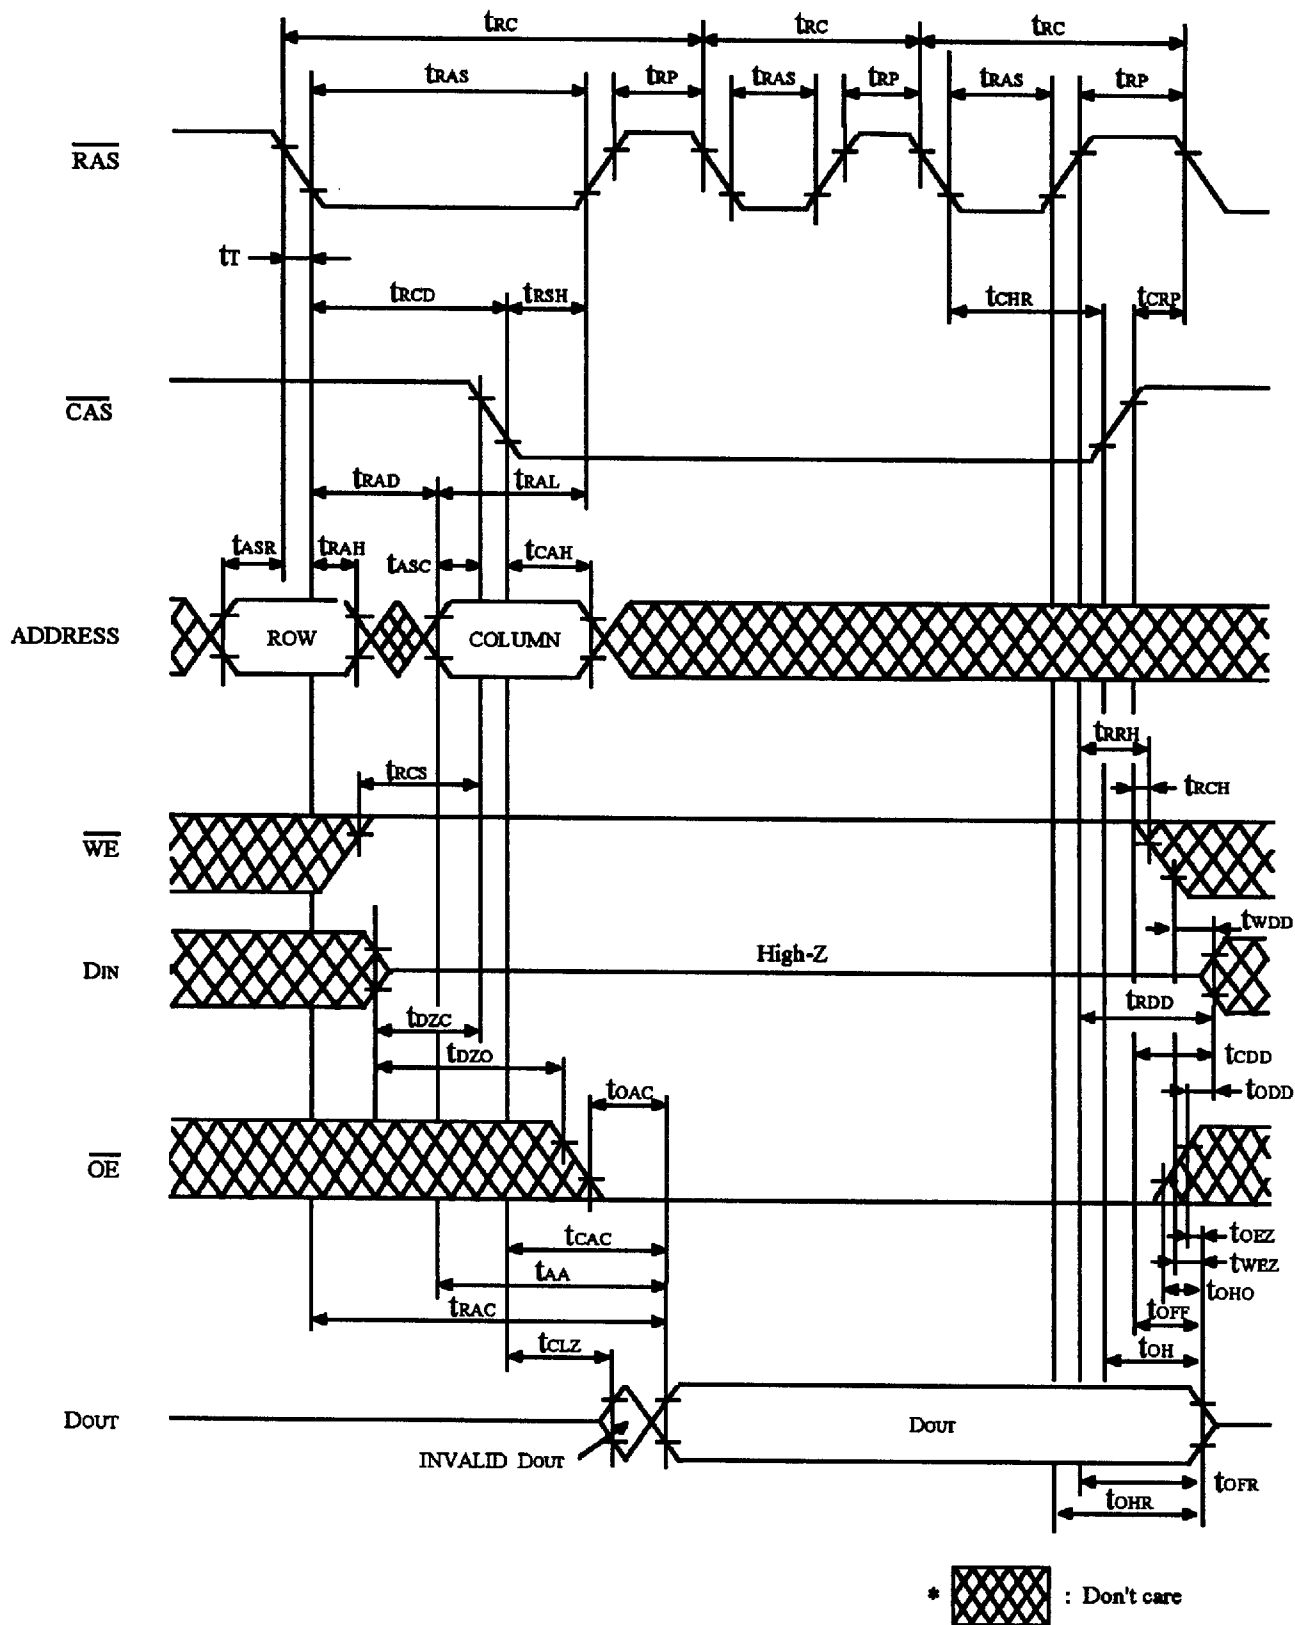 tRC tRC tRC
tRAS tRP tRAS tRP tRAS tRP
RAS
tT
tRCD tRSH tCHR tCRP
CAS
tRAD tRAL
tASR tRAH tASC tCAH
ADDRESS ROW COLUMN
tRRH
tRCS tRCH
WE
tWDD
DIN High-Z
tRDD
tDZC
tDZO tCDD
tOAC tODD
OE
tCAC tOEZ
tAA tWEZ
tRAC tOHO
tOFF
tCLZ tOH
DOUT DOUT
INVALID DOUT
tOFR
tOHR
* : Don't care